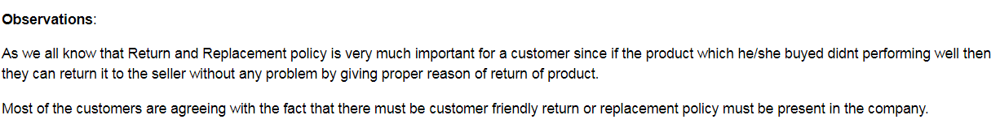 Observations:
As we all know that Return and Replacement policy is very much important for a customer since if the product which he/she buyed didnt performing well then
they can return it to the seller without any problem by giving proper reason of return of product.
Most of the customers are agreeing with the fact that there must be customer friendly return or replacement policy must be present in the company.